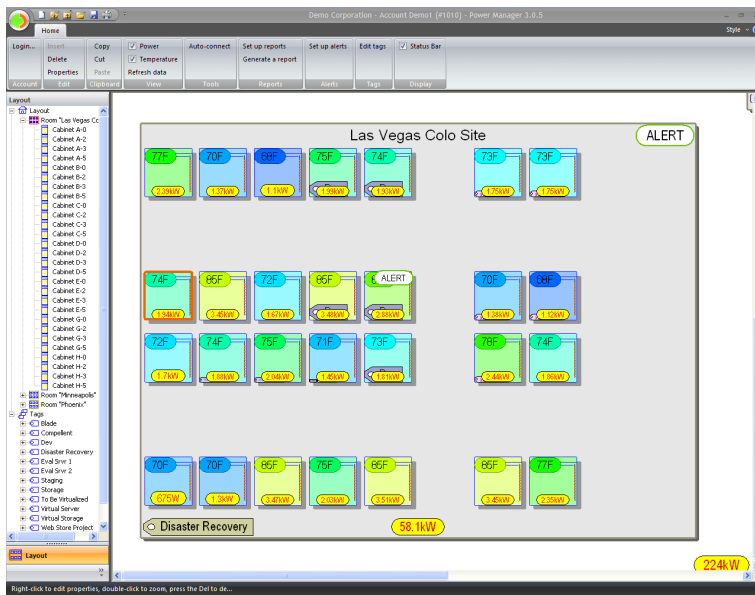 Demo Corporation - Account Demo1 (#1010) - Power Manager 3.0.5
Home
Style
Login... Insert Copy Power Auto-connect Set up reports Set up alerts Edit tags Status Bar
Delete Cut Temperature Generate a report
Properties Paste Refresh data
Account Edit Clipboard View Tools Reports Alerts Tags Display
Layout
Layout
Room "Las Vegas Cc
Cabinet A-0
Cabinet A-2
Cabinet A-3
Cabinet A-5
Cabinet B-0
Cabinet B-2
Cabinet B-3
Cabinet B-5
Cabinet C-0
Cabinet C-2
Cabinet C-3
Cabinet C-5
Cabinet D-0
Cabinet D-2
Cabinet D-3
Cabinet D-5
Cabinet E-0
Cabinet E-2
Cabinet E-3
Cabinet E-5
Cabinet G-0
Cabinet G-2
Cabinet G-3
Cabinet G-5
Cabinet H-0
Cabinet H-2
Cabinet H-3
Cabinet H-5
Room "Minneapolis"
Room "Phoenix"
Tags
Blade
Compellent
Dev
Disaster Recovery
Eval Srvr 1
Eval Srvr 2
Staging
Storage
To Be Virtualized
Virtual Server
Virtual Storage
Web Store Project
Layout
Las Vegas Colo Site ALERT
77F 70F 68F 75F 74F 73F 73F
2.39kW 1.37kW 1.1kW 1.99kW 1.93kW 1.75kW 1.75kW
74F 85F 72F 85F ALERT 70F 68F
1.94kW 3.45kW 1.67kW 3.48kW 2.88kW 1.38kW 1.12kW
72F 74F 75F 71F 73F 78F 74F
1.7kW 1.88kW 2.04kW 1.45kW 1.81kW 2.44kW 1.86kW
70F 70F 85F 75F 85F 85F 77F
675W 1.3kW 3.47kW 2.03kW 3.51kW 3.45kW 2.35kW
Disaster Recovery 58.1kW
224kW
Right-click to edit properties, double-click to zoom, press the Del to de...